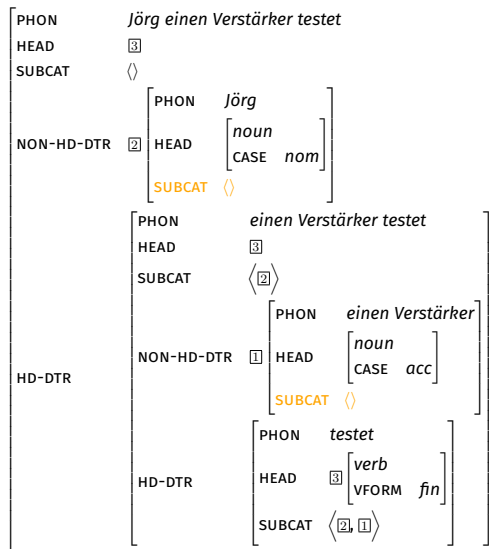 PHON Jörg einen Verstärker testet
HEAD 3
SUBCAT ⟨⟩
PHON Jörg
NON-HD-DTR 2 HEAD noun
CASE nom
SUBCAT ⟨⟩
PHON einen Verstärker testet
HEAD 3
SUBCAT ⟨2⟩
PHON einen Verstärker
NON-HD-DTR 1 HEAD noun
CASE acc
SUBCAT ⟨⟩
HD-DTR
PHON testet
HD-DTR HEAD 3 verb
VFORM fin
SUBCAT ⟨2, 1⟩